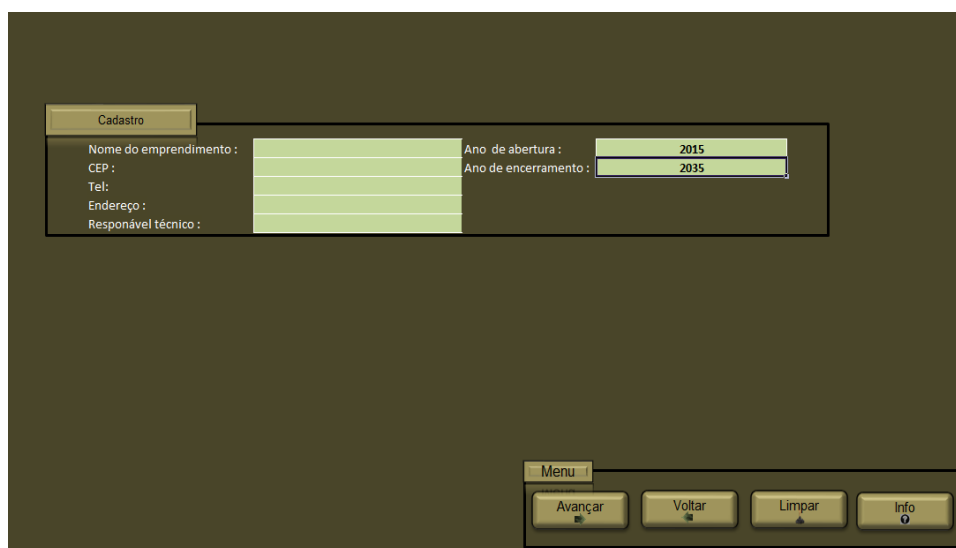 Cadastro
Nome do emprendimento :
Ano de abertura :
2015
CEP :
Ano de encerramento :
2035
Tel:
Endereço :
Responável técnico :
Menu
Avançar
Voltar
Limpar
Info